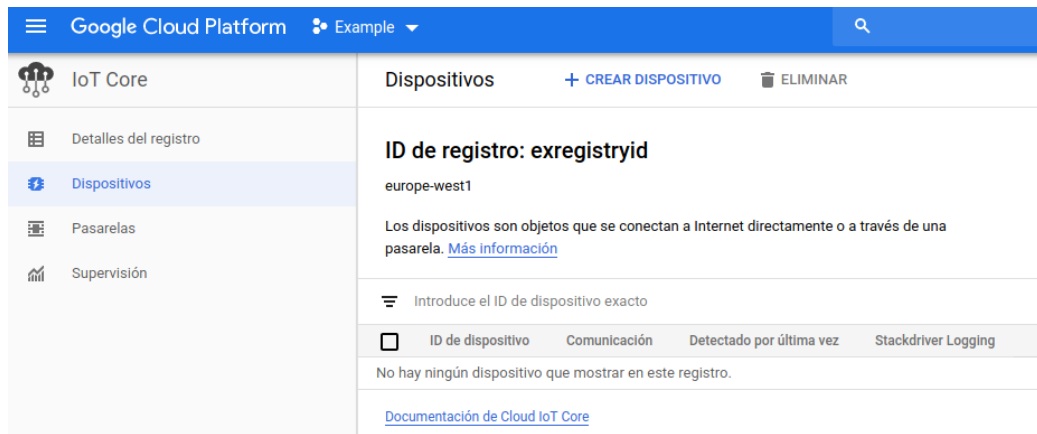 Google Cloud Platform Example
IoT Core
Detalles del registro
Dispositivos
Pasarelas
Supervisión
Dispositivos CREAR DISPOSITIVO ELIMINAR
ID de registro: exregistryid
europe-west1
Los dispositivos son objetos que se conectan a Internet directamente o a través de una
pasarela. Más información
Introduce el ID de dispositivo exacto
ID de dispositivo Comunicación Detectado por última vez Stackdriver Logging
No hay ningún dispositivo que mostrar en este registro.
Documentación de Cloud IoT Core